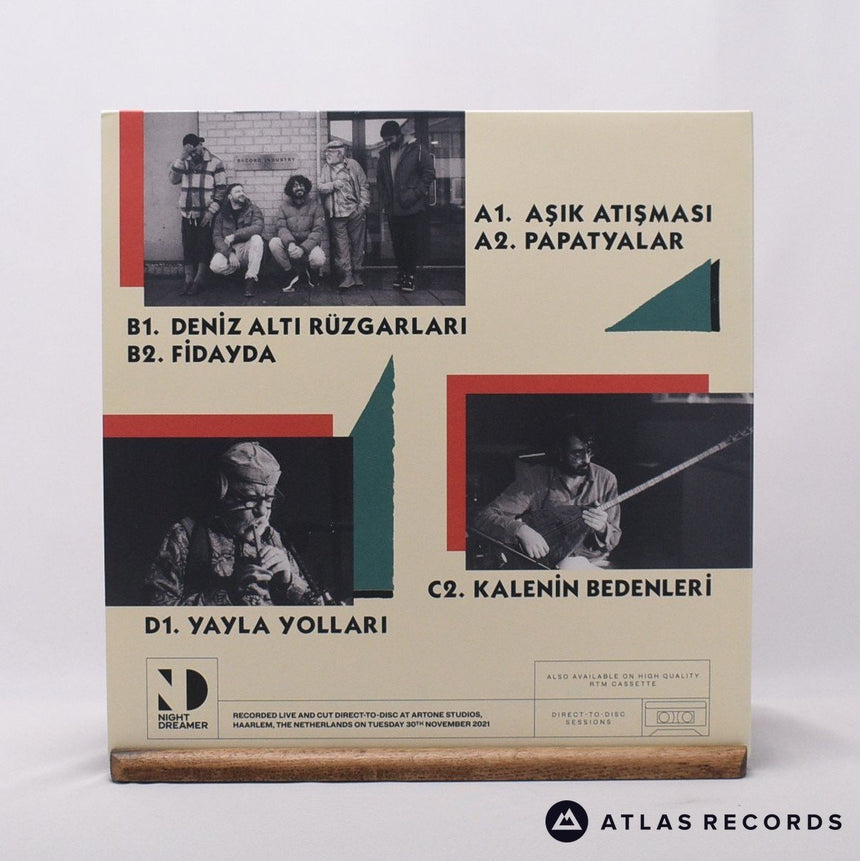 RECORD INDUSTRY
A1. AŞIK ATIŞMASI
A2. PAPATYALAR
B1. DENİZ ALTI RÜZGARLARI
B2. FİDAYDA
C2. KALENİN BEDENLERİ
D1. YAYLA YOLLARI
ND
NIGHT
DREAMER
RECORDED LIVE AND CUT DIRECT-TO-DISC AT ARTONE STUDIOS,
HAARLEM, THE NETHERLANDS ON TUESDAY 30TH NOVEMBER 2021
ALSO AVAILABLE ON HIGH QUALITY
RTM CASSETTE
DIRECT-TO-DISC
SESSIONS
ATLAS RECORDS